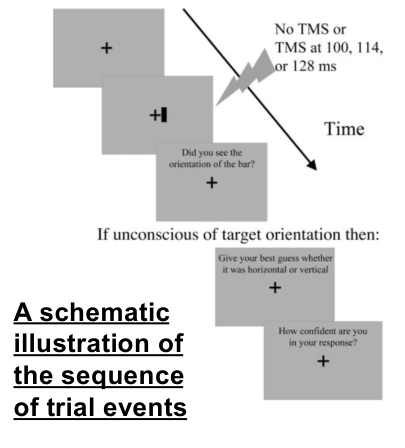 No TMS or
TMS at 100, 114,
or 128 ms
Time
Did you see the
orientation of the bar?
If unconscious of target orientation then:
Give your best guess whether
it was horizontal or vertical
How confident are you
in your response?
A schematic
illustration of
the sequence
of trial events